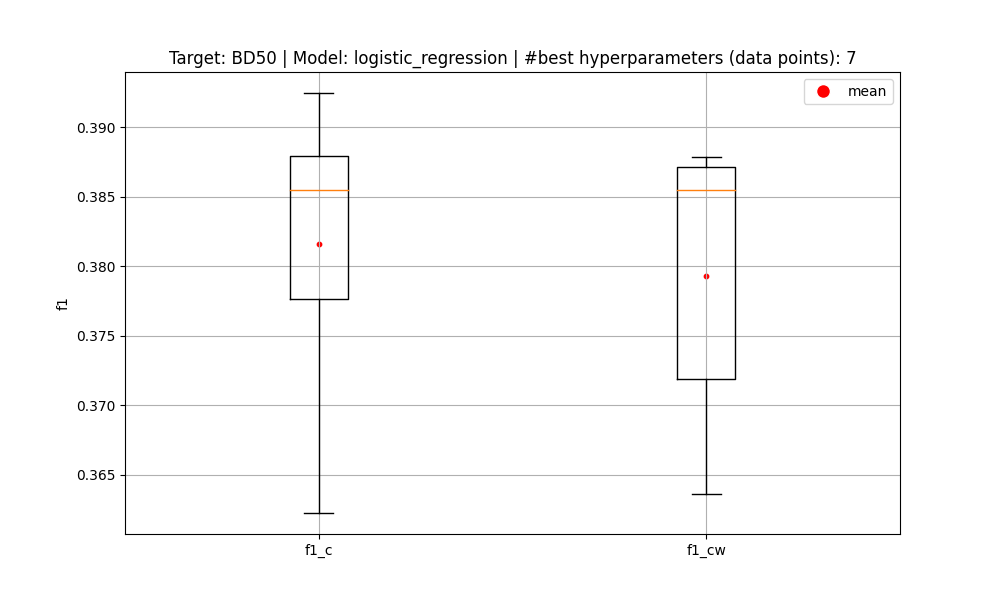 Target: BD50 | Model: logistic_regression | #best hyperparameters (data points): 7
mean
0.390
0.385
0.380
0.375
0.370
0.365
f1
f1_c
f1_cw